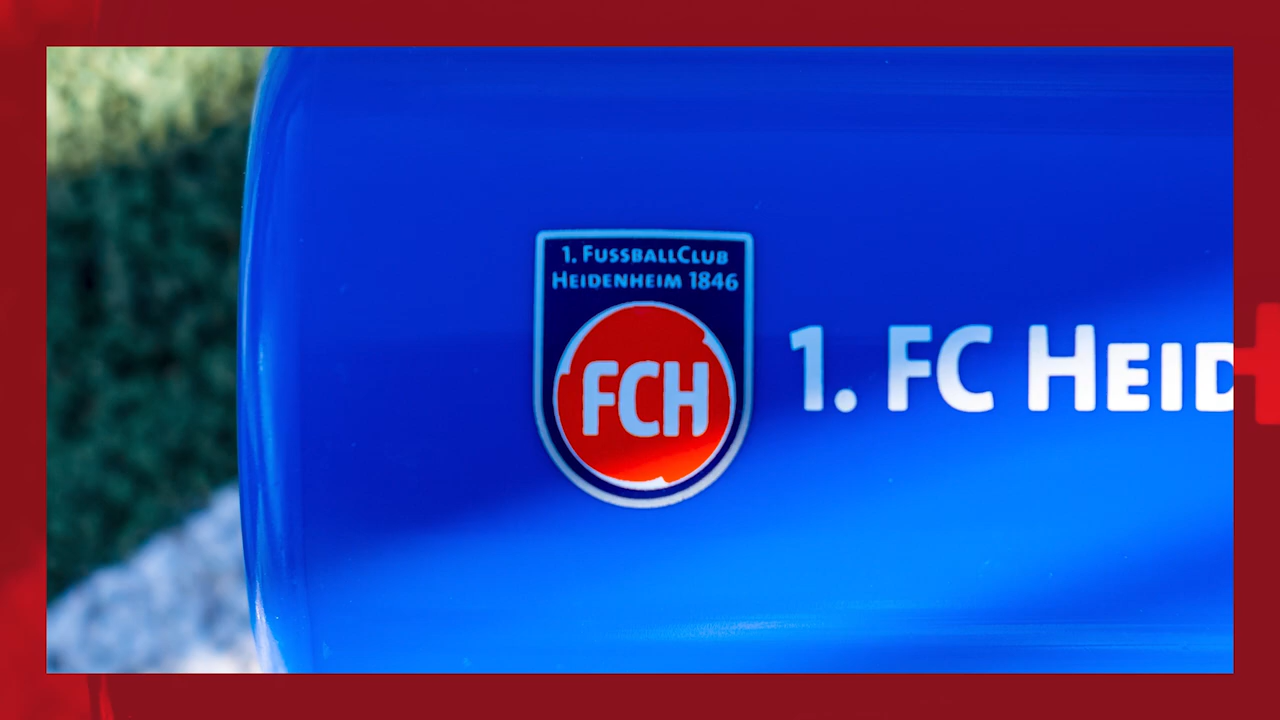 1. FUSSBALLCLUB
HEIDENHEIM 1846
FCH
1. FC HEID